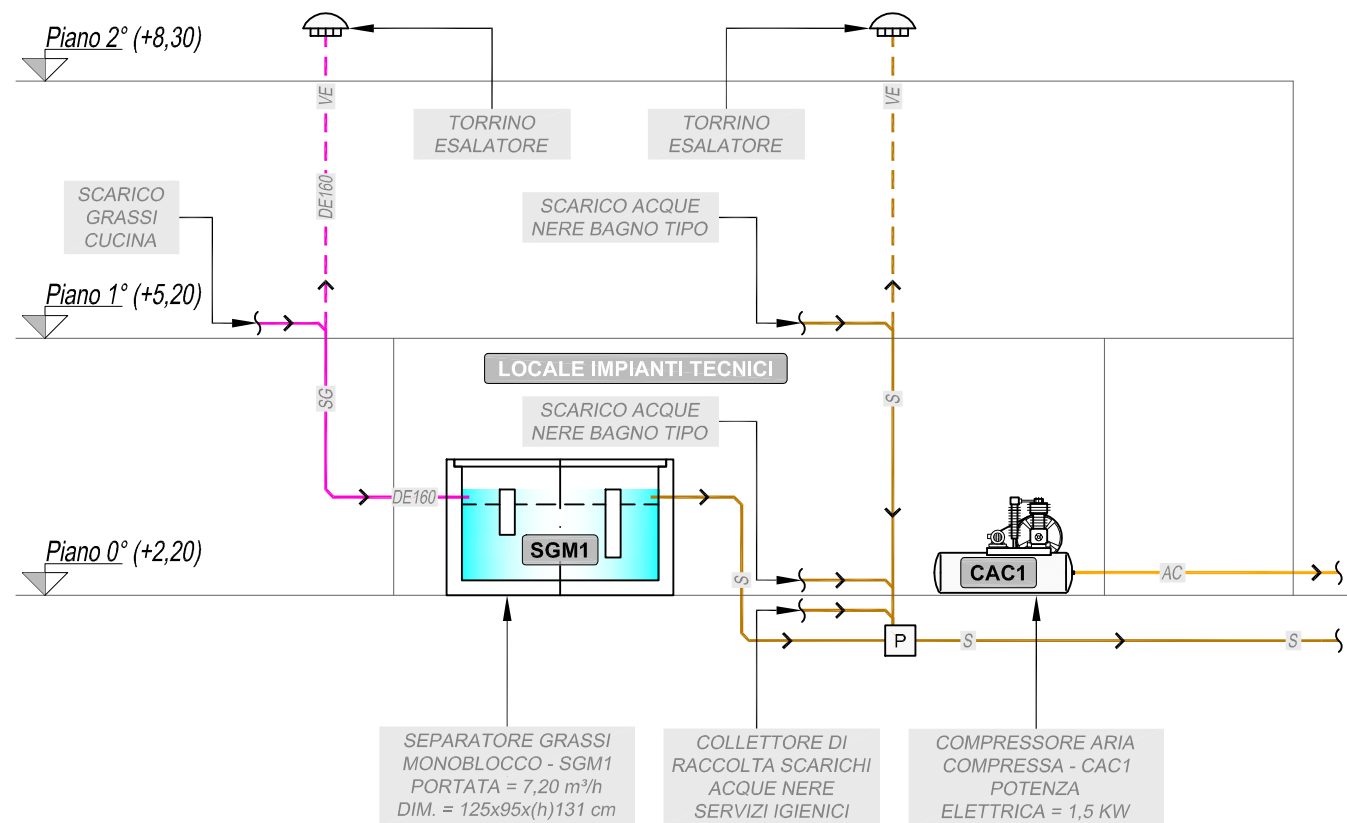 Piano 2° (+8,30)
VE
VE
TORRINO
ESALATORE
TORRINO
ESALATORE
DE160
SCARICO
GRASSI
CUCINA
SCARICO ACQUE
NERE BAGNO TIPO
Piano 1° (+5,20)
LOCALE IMPIANTI TECNICI
SG
S
SCARICO ACQUE
NERE BAGNO TIPO
DE160
Piano 0° (+2,20)
SGM1
S
CAC1
AC
P
S
S
SEPARATORE GRASSI
MONOBLOCCO - SGM1
PORTATA = 7,20 m³/h
DIM. = 125x95x(h)131 cm
COLLETTORE DI
RACCOLTA SCARICHI
ACQUE NERE
SERVIZI IGIENICI
COMPRESSORE ARIA
COMPRESSA - CAC1
POTENZA
ELETTRICA = 1,5 KW